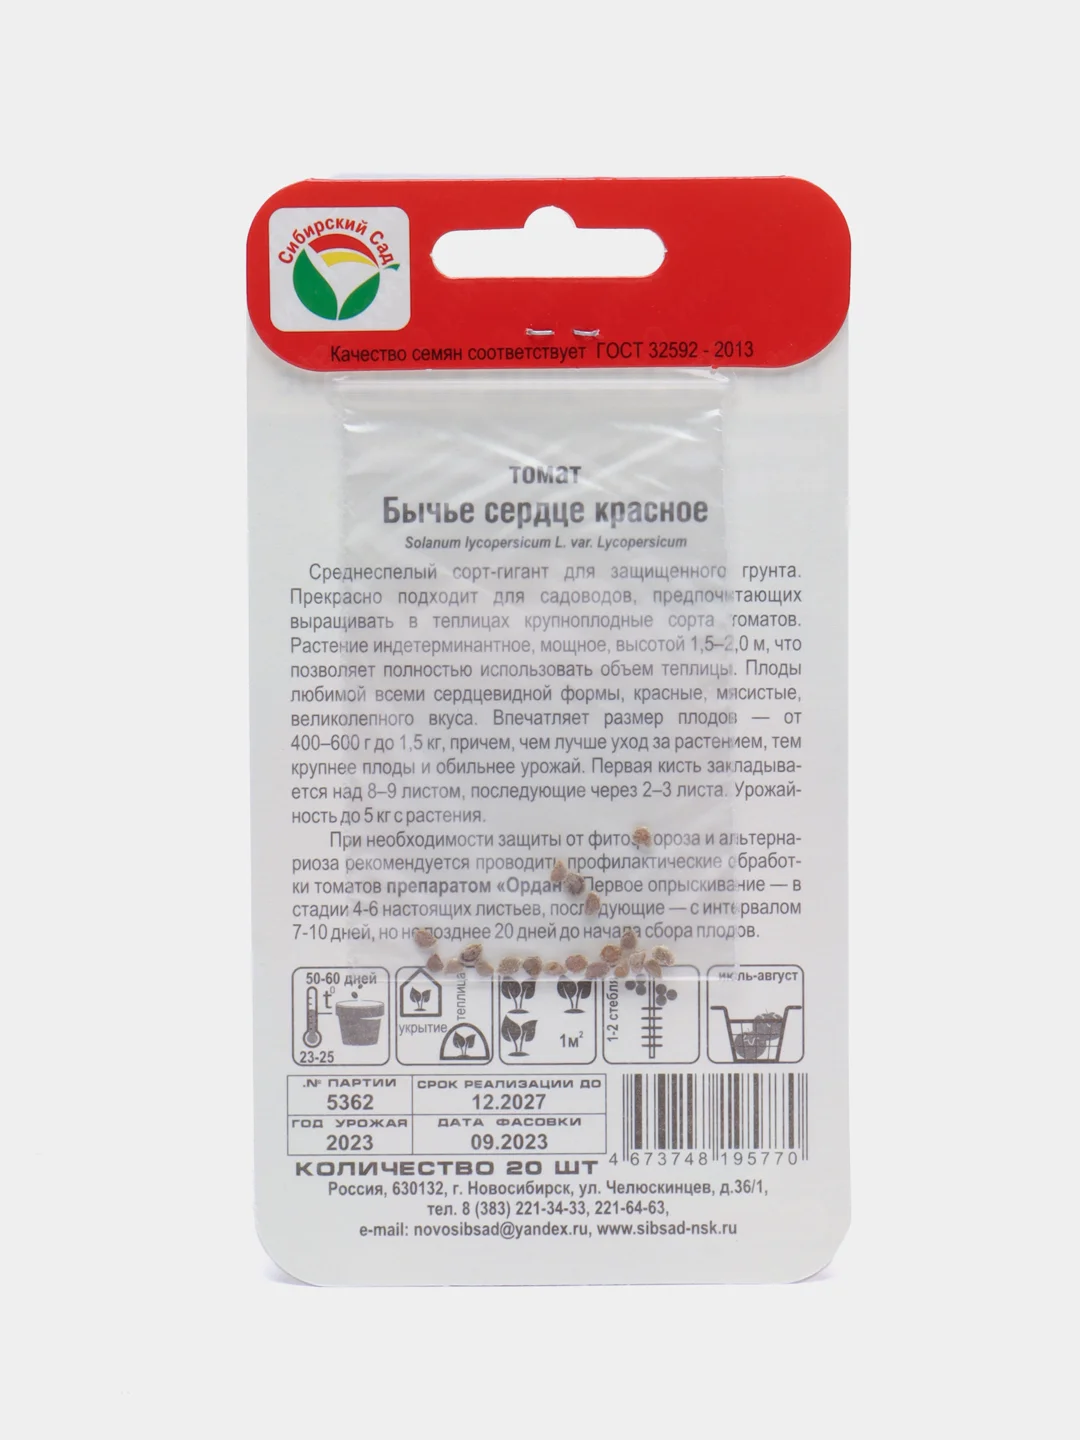 Сибирский Сад
Качество семян соответствует ГОСТ 32592 - 2013
томат
Бычье сердце красное
Solanum lycopersicum L. var. Lycopersicum
Среднеспелый сорт-гигант для защищенного грунта.
Прекрасно подходит для садоводов, предпочитающих
выращивать в теплицах крупноплодные сорта томатов.
Растение индетерминантное, мощное, высотой 1,5–2,0 м, что
позволяет полностью использовать объем теплицы. Плоды
любимой всеми сердцевидной формы, красные, мясистые,
великолепного вкуса. Впечатляет размер плодов — от
400–600 г до 1,5 кг, причем, чем лучше уход за растением, тем
крупнее плоды и обильнее урожай. Первая кисть закладыва-
ется над 8–9 листом, последующие через 2–3 листа. Урожай-
ность до 5 кг с растения.
При необходимости защиты от фитофтороза и альтерна-
риоза рекомендуется проводить профилактические обработ-
ки томатов препаратом «Ордан». Первое опрыскивание — в
стадии 4-6 настоящих листьев, последующие — с интервалом
7-10 дней, но не позднее 20 дней до начала сбора плодов.
50-60 дней
t°
23-25
укрытие
теплица
1м²
1-2 стебля
июль-август
№ ПАРТИИ
5362
СРОК РЕАЛИЗАЦИИ ДО
12.2027
ГОД УРОЖАЯ
2023
ДАТА ФАСОВКИ
09.2023
КОЛИЧЕСТВО 20 ШТ
4 673748 195770
Россия, 630132, г. Новосибирск, ул. Челюскинцев, д.36/1,
тел. 8 (383) 221-34-33, 221-64-63,
e-mail: novosibsad@yandex.ru, www.sibsad-nsk.ru